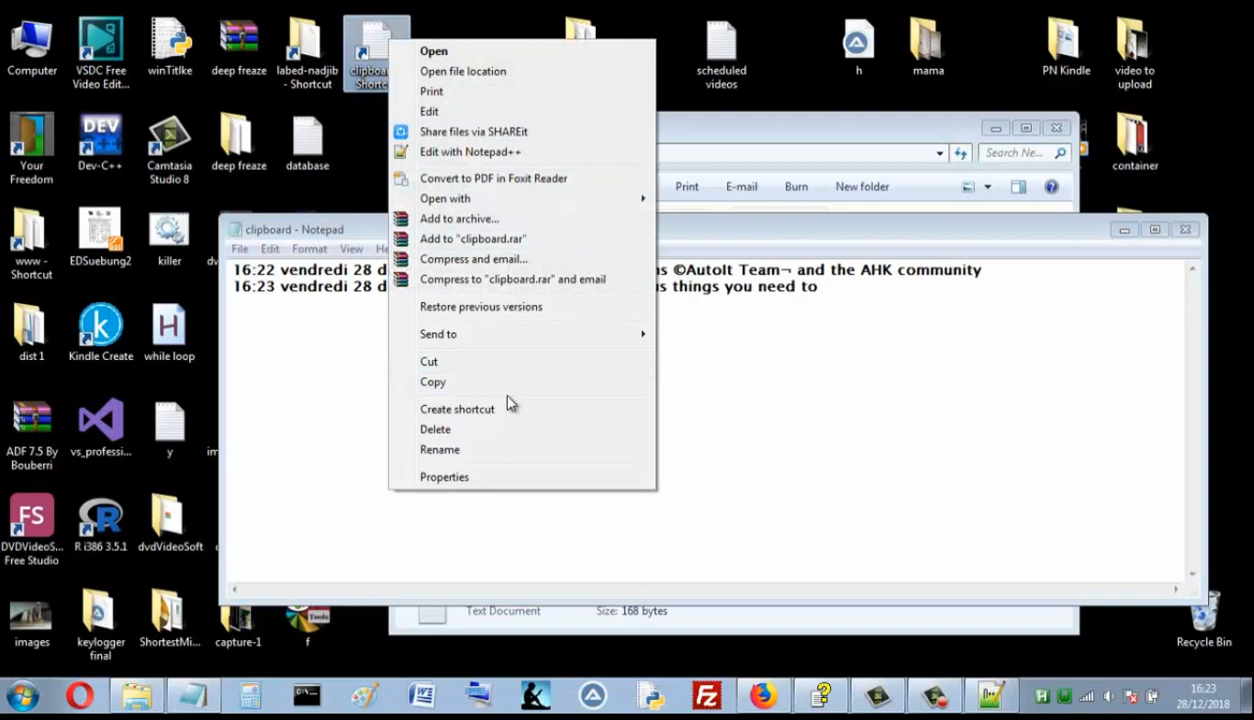 Computer
VSDC Free
Video Edit...
winTitlke
deep freaze
labed-nadjib
- Shortcut
scheduled
videos
h
mama
PN Kindle
video to
upload
Open
Open file location
Print
Edit
Share files via SHAREit
Edit with Notepad++
Convert to PDF in Foxit Reader
Open with
Add to archive...
Add to "clipboard.rar"
Compress and email...
Compress to "clipboard.rar" and email
Restore previous versions
Send to
Cut
Copy
Create shortcut
Delete
Rename
Properties
Your
Freedom
DEV
Dev-C++
Camtasia
Studio 8
deep freaze
database
container
Search Ne...
Print
E-mail
Burn
New folder
clipboard - Notepad
File
Edit
Format
View
16:22 vendredi 28 d
s ©AutoIt Team¬ and the AHK community
16:23 vendredi 28 d
s things you need to
www -
Shortcut
EDSuebung2
killer
dist 1
Kindle Create
while loop
ADF 7.5 By
Bouberri
vs_professi...
y
FS
DVDVideoS...
Free Studio
R i386 3.5.1
dvdVideoSoft
images
keylogger
final
ShortestMi...
capture-1
Tools
f
Text Document
Size: 168 bytes
Recycle Bin
16:23
28/12/2018